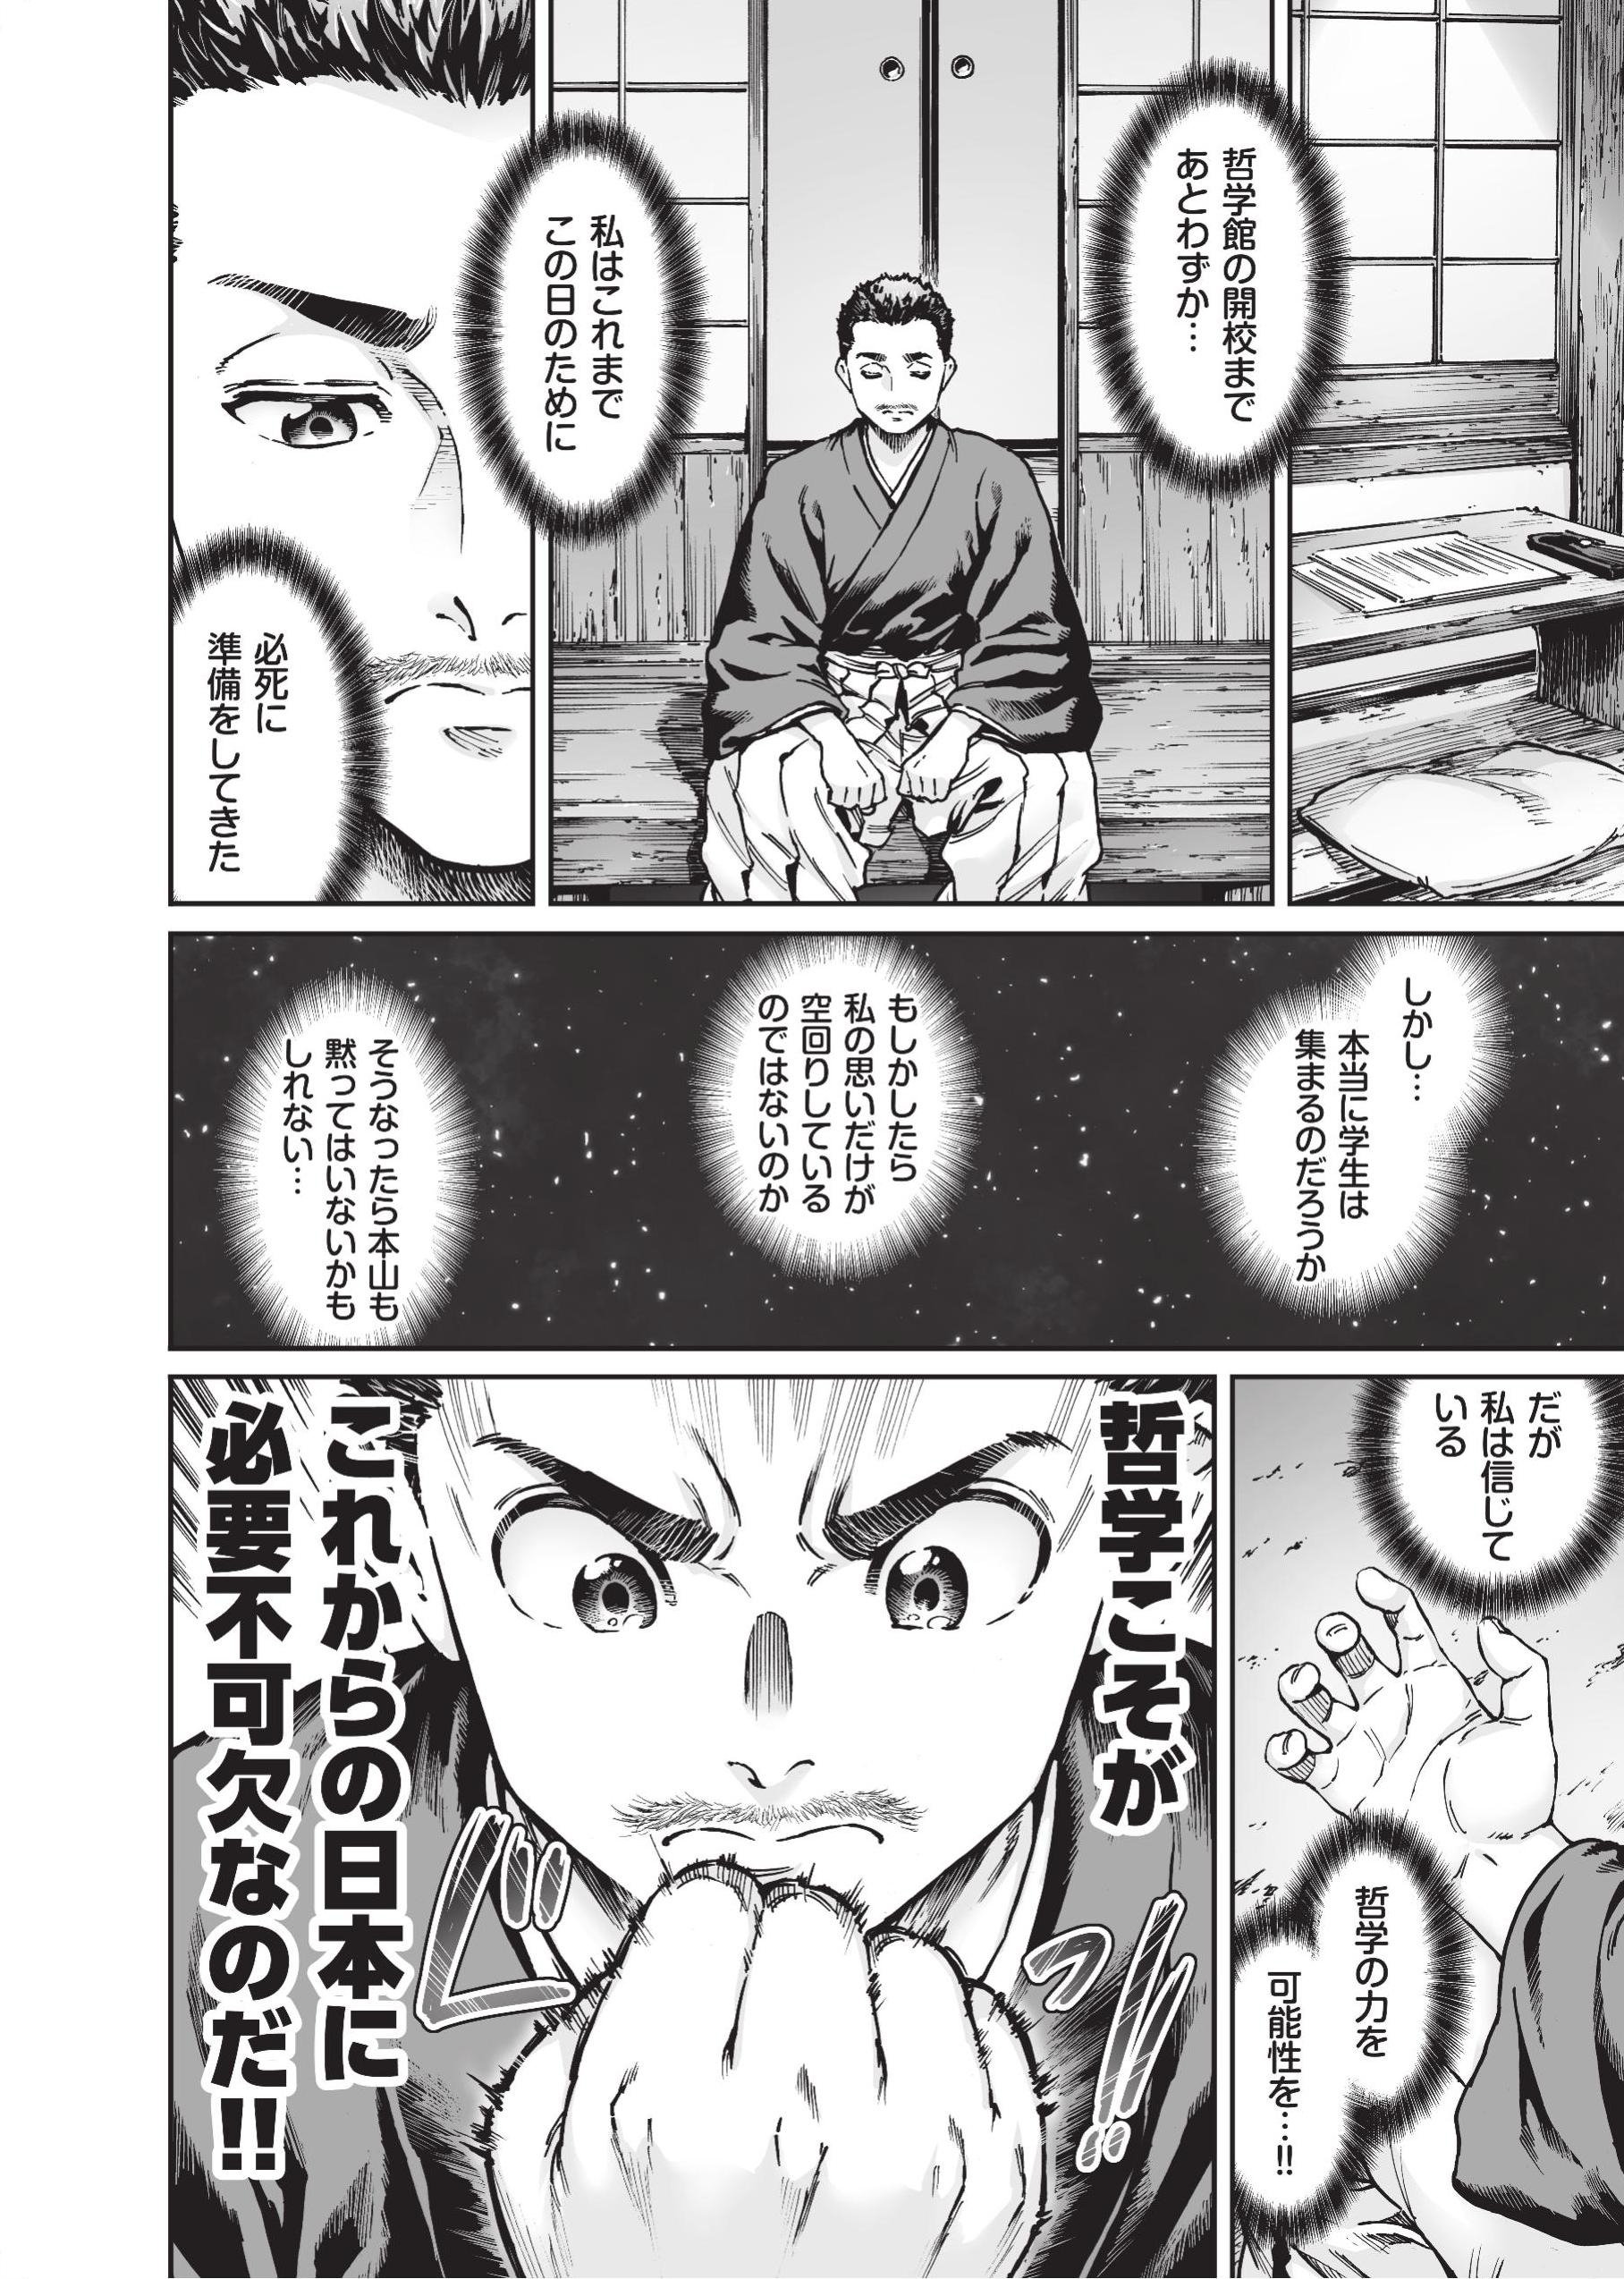 哲学館の開校まで
あとわずか…
私はこれまで
この日のために
必死に
準備をしてきた
しかし…
本当に学生は
集まるのだろうか
もしかしたら
私の思いだけが
空回りしている
のではないのか
そうなったら本山も
黙ってはいないかも
しれない…
だが
私は信じて
いる
哲学の力を
可能性を…!!
哲学こそが
これからの日本に
必要不可欠なのだ!!
グッ